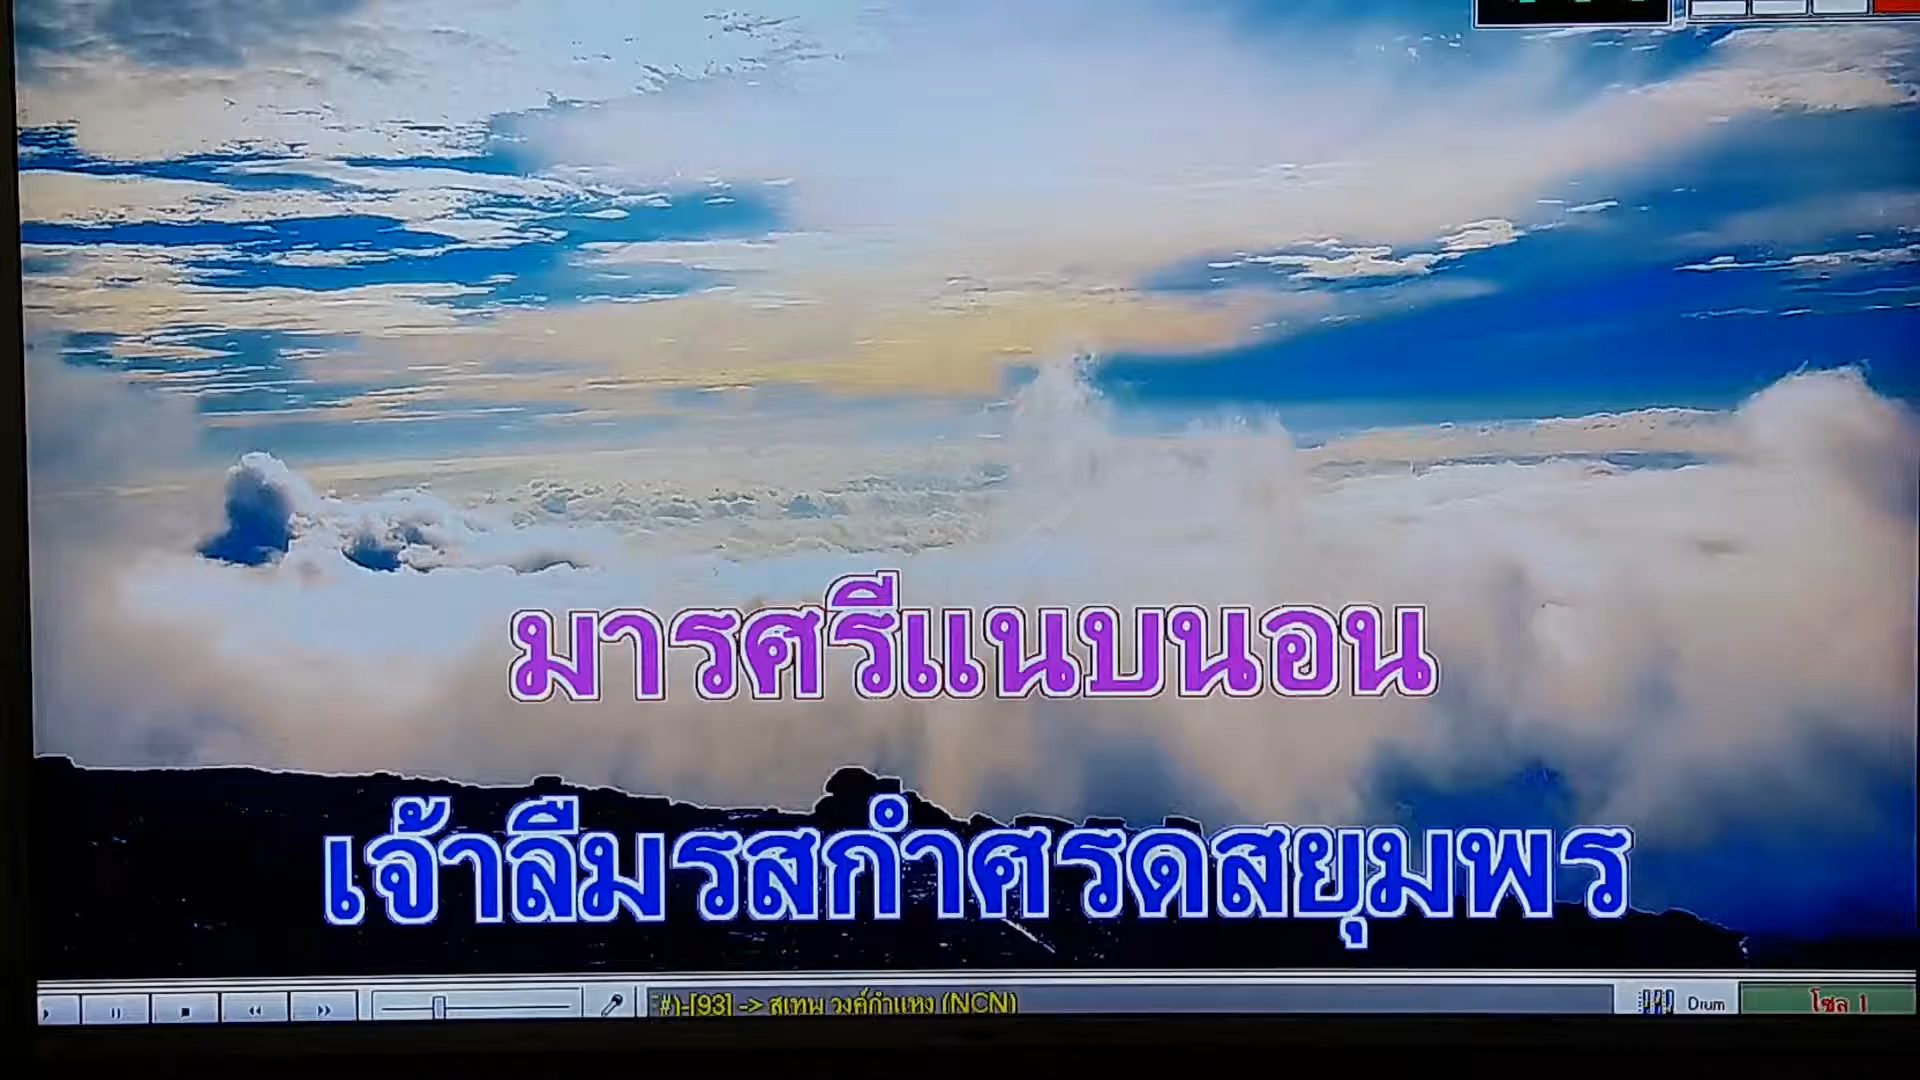 มารศรีแนบนอน
เจ้าลืมรสกำศรดสยุมพร
#)-[93] -> สุเทพ วงศ์กำแหง (NCN)
Drum
โซล 1